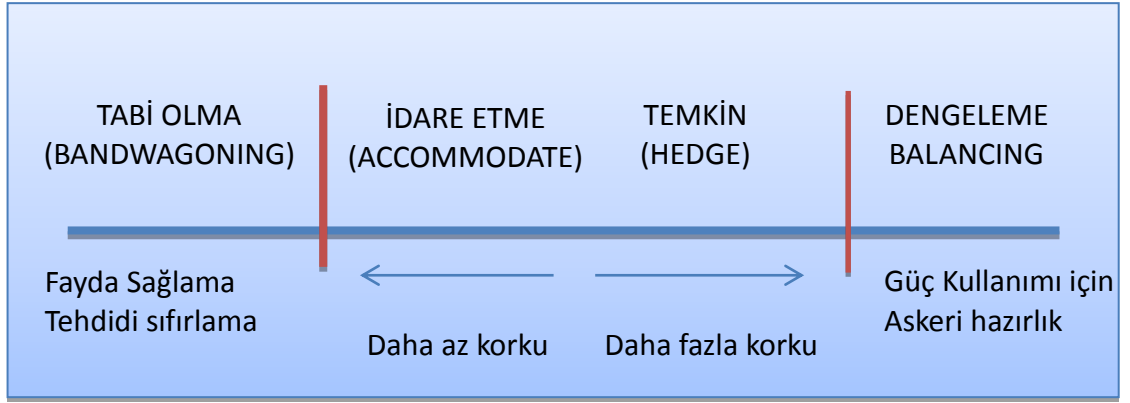 TABİ OLMA
(BANDWAGONING)
İDARE ETME
(ACCOMMODATE)
TEMKİN
(HEDGE)
DENGELEME
BALANCING
Fayda Sağlama
Tehdidi sıfırlama
Daha az korku
Daha fazla korku
Güç Kullanımı için
Askeri hazırlık